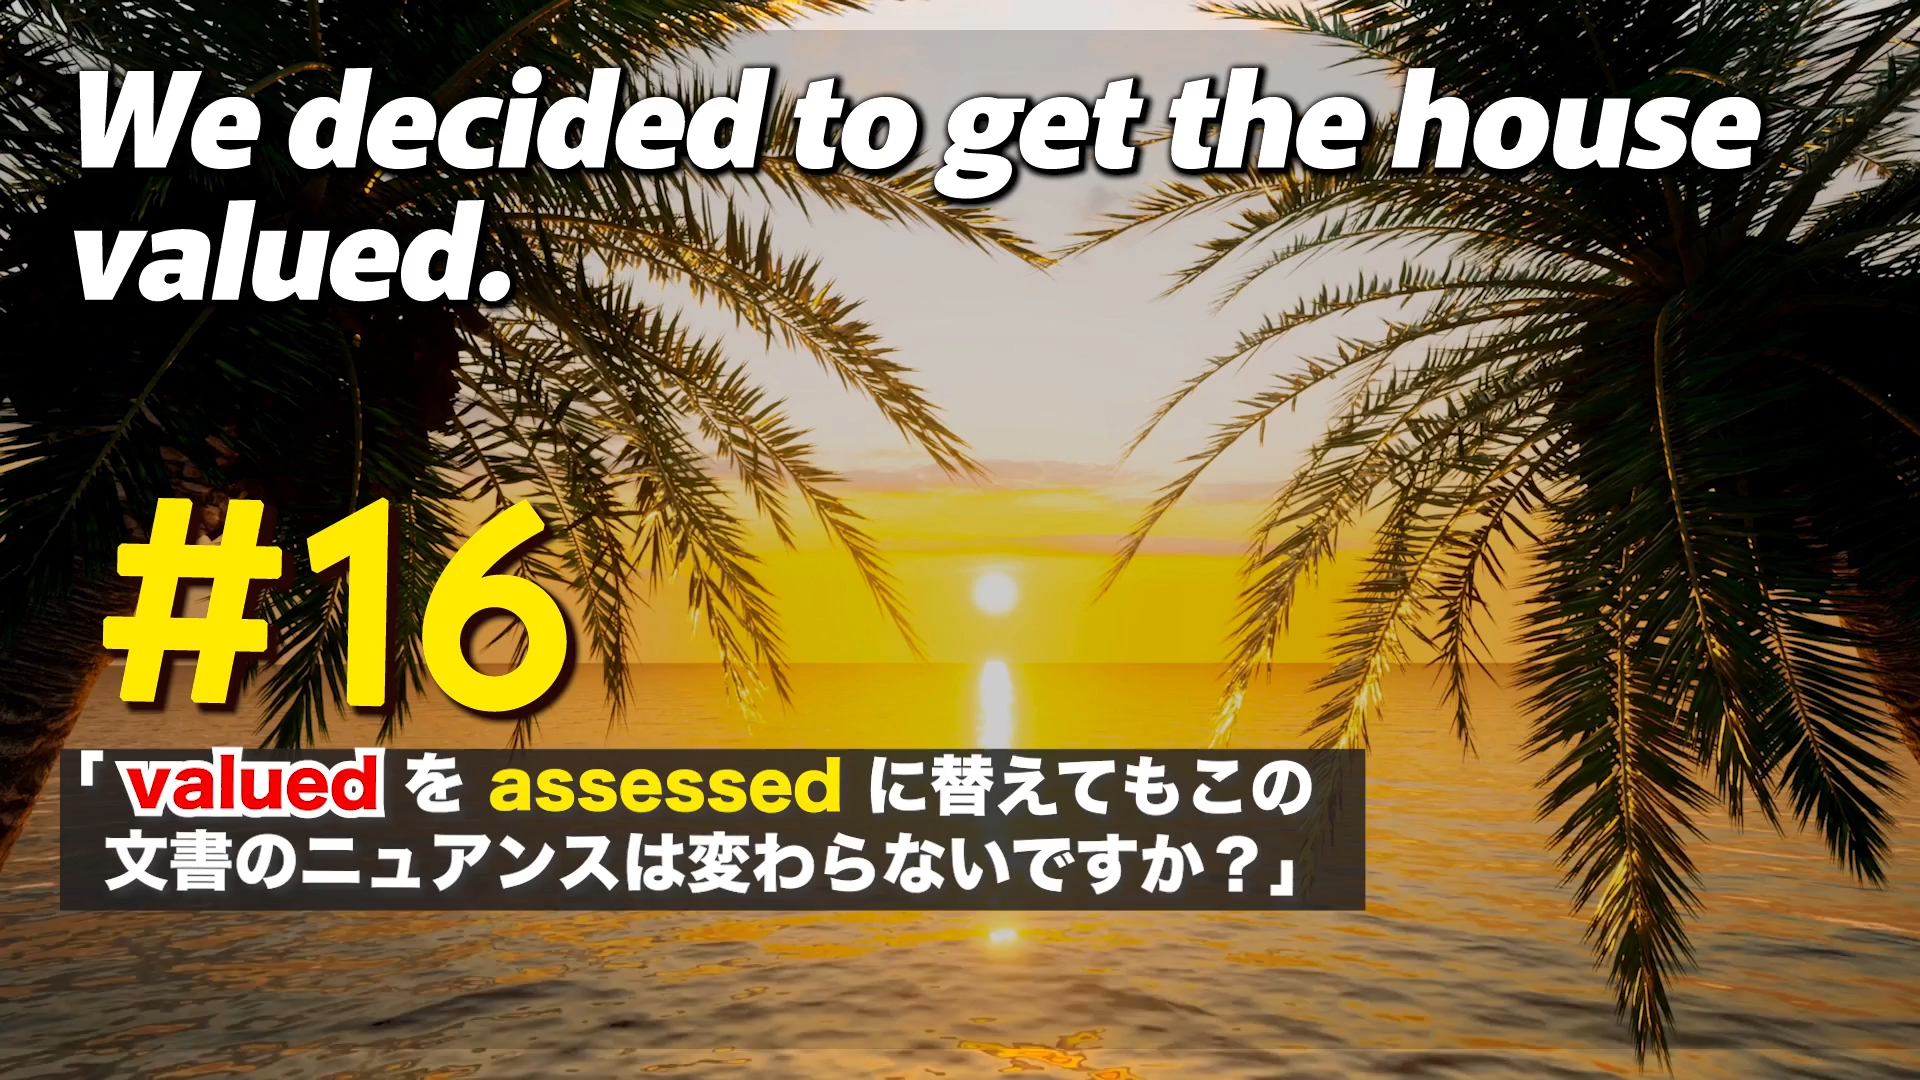 We decided to get the house
valued.
#16
「valued を assessed に替えてもこの
文書のニュアンスは変わらないですか？」